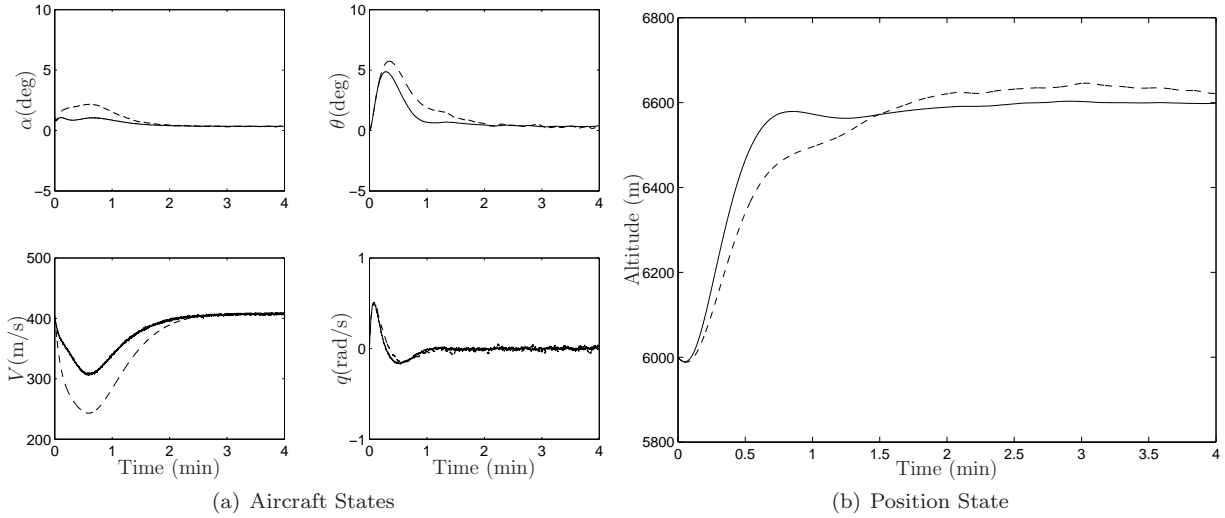 10
5
0
−5
0 1 2 3 4
α(deg)
10
5
0
−5
0 1 2 3 4
θ(deg)
500
400
300
200
0 1 2 3 4
V(m/s)
Time (min)
1
0
−1
0 1 2 3 4
q(rad/s)
Time (min)
(a) Aircraft States
6800
6600
6400
6200
6000
5800
0 0.5 1 1.5 2 2.5 3 3.5 4
Altitude (m)
Time (min)
(b) Position State